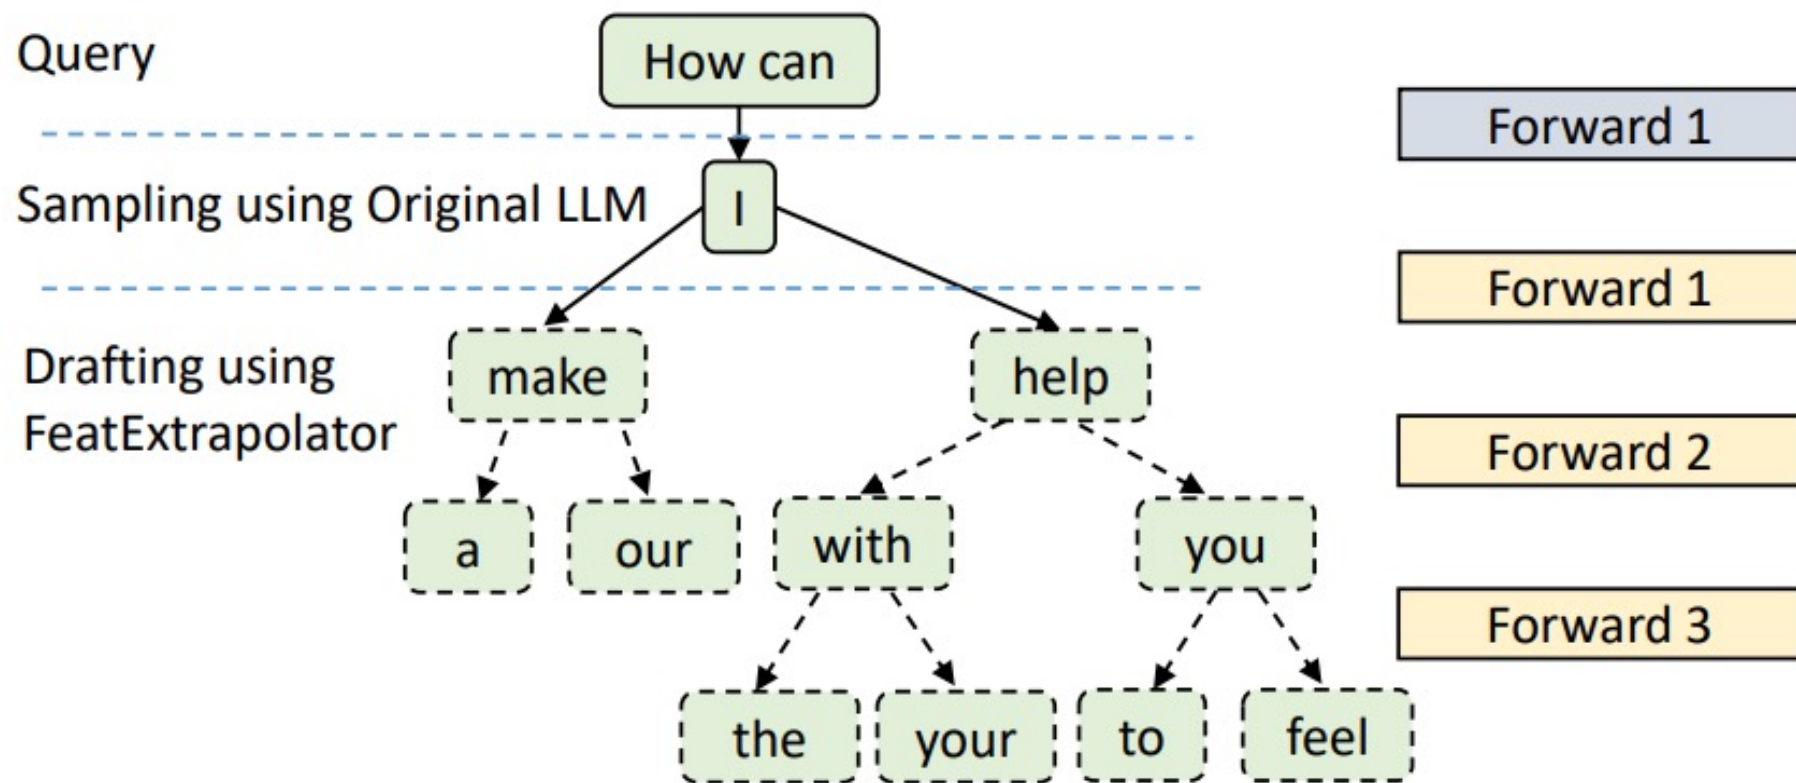 Query
How can
Forward 1
Sampling using Original LLM
I
Forward 1
Drafting using
FeatExtrapolator
make
help
Forward 2
a
our
with
you
Forward 3
the
your
to
feel